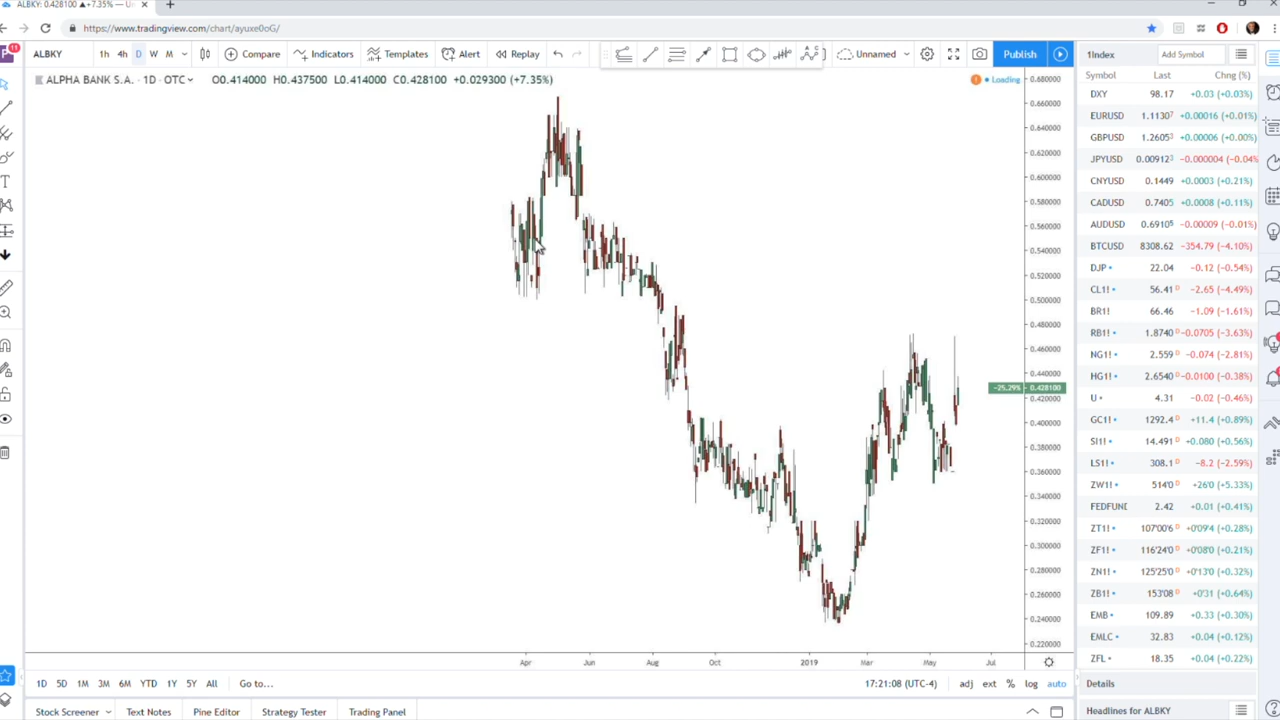 ALBKY: 0.428100 ▲+7.35% — Un
https://www.tradingview.com/chart/ayuxe0oG/
11
ALBKY 1h 4h D W M Compare Indicators Templates Alert Replay Unnamed Publish
1Index Add Symbol
Symbol Last Chng (%)
ALPHA BANK S.A. · 1D · OTC O0.414000 H0.437500 L0.414000 C0.428100 +0.029300 (+7.35%)
Loading
0.680000
0.660000
0.640000
0.620000
0.600000
0.580000
0.560000
0.540000
0.520000
0.500000
0.480000
0.460000
0.440000
−25.29% 0.428100
0.420000
0.400000
0.380000
0.360000
0.340000
0.320000
0.300000
0.280000
0.260000
0.240000
0.220000
DXY 98.17 +0.03 (+0.03%)
EURUSD 1.11307 +0.00016 (+0.01%)
GBPUSD 1.26053 +0.00006 (+0.00%)
JPYUSD 0.009123 −0.000004 (−0.04%
CNYUSD 0.1449 +0.0003 (+0.21%)
CADUSD 0.7405 +0.0008 (+0.11%)
AUDUSD 0.69105 −0.00009 (−0.01%)
BTCUSD 8308.62 −354.79 (−4.10%)
DJP 22.04 −0.12 (−0.54%)
CL1! 56.41 D −2.65 (−4.49%)
BR1! 66.46 −1.09 (−1.61%)
RB1! 1.8740 D −0.0705 (−3.63%)
NG1! 2.559 D −0.074 (−2.81%)
HG1! 2.6540 D −0.0100 (−0.38%)
U 4.31 −0.02 (−0.46%)
GC1! 1292.4 D +11.4 (+0.89%)
SI1! 14.491 D +0.080 (+0.56%)
LS1! 308.1 D −8.2 (−2.59%)
ZW1! 514'0 D +26'0 (+5.33%)
FEDFUND 2.42 +0.01 (+0.41%)
ZT1! 107'00'6 D +0'09'4 (+0.28%)
ZF1! 116'24'0 D +0'08'0 (+0.21%)
ZN1! 125'25'0 D +0'13'0 (+0.32%)
ZB1! 153'08 D +0'31 (+0.64%)
EMB 109.89 +0.33 (+0.30%)
EMLC 32.83 +0.04 (+0.12%)
ZFL 18.35 +0.04 (+0.22%)
Apr Jun Aug Oct 2019 Mar May Jul
1D 5D 1M 3M 6M YTD 1Y 5Y All Go to... 17:21:08 (UTC-4) adj ext % log auto
Details
Stock Screener Text Notes Pine Editor Strategy Tester Trading Panel
Headlines for ALBKY